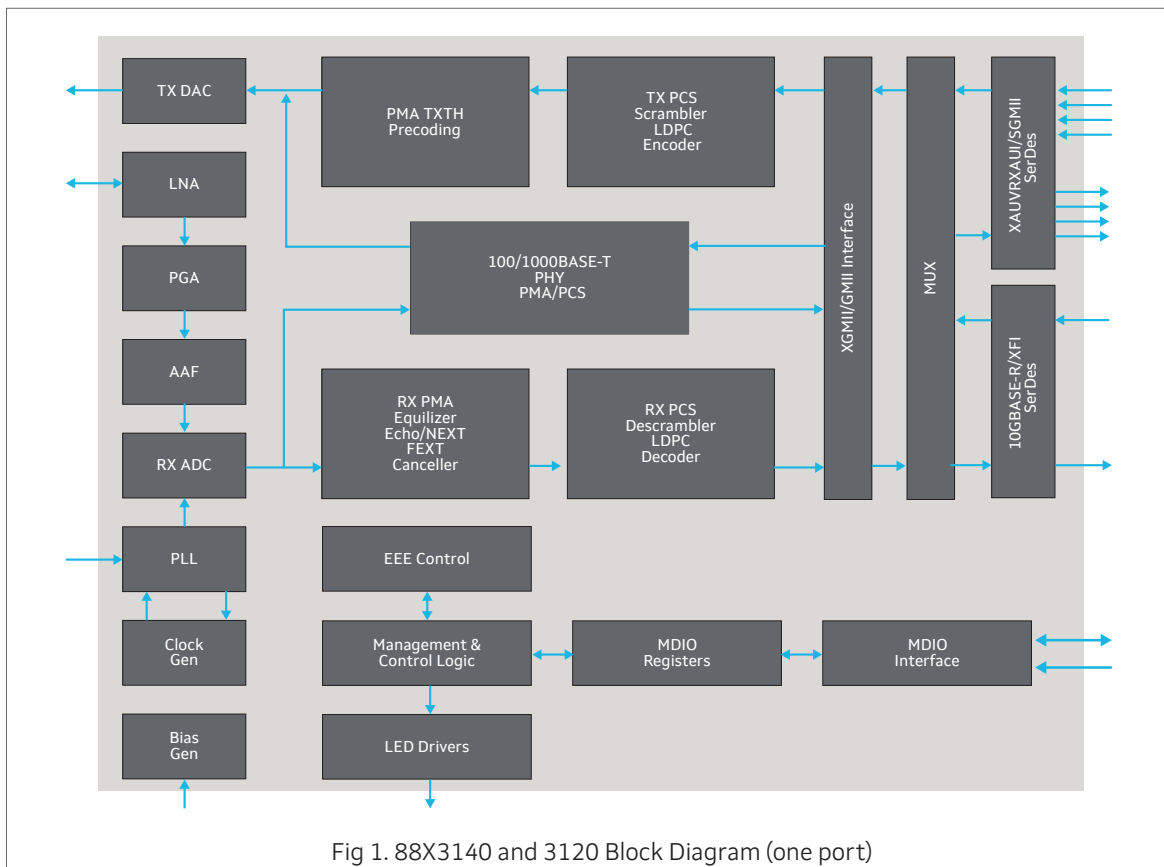 TX DAC
PMA TXTH
Precoding
TX PCS
Scrambler
LDPC
Encoder
XAUVRXAUI/SGMII
SerDes
LNA
XGMII/GMII Interface
MUX
PGA
100/1000BASE-T
PHY
PMA/PCS
AAF
10GBASE-R/XFI
SerDes
RX ADC
RX PMA
Equilizer
Echo/NEXT
FEXT
Canceller
RX PCS
Descrambler
LDPC
Decoder
PLL
EEE Control
Clock
Gen
Management &
Control Logic
MDIO
Registers
MDIO
Interface
Bias
Gen
LED Drivers
Fig 1. 88X3140 and 3120 Block Diagram (one port)